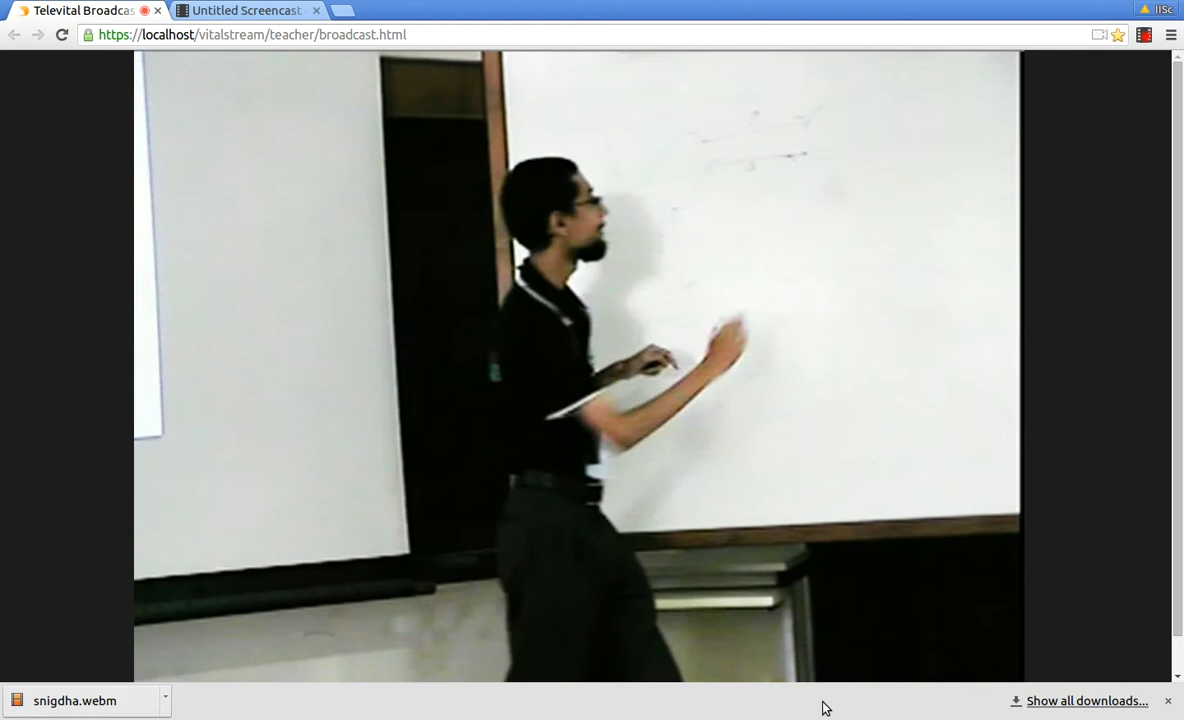 Televital Broadcas
Untitled Screencast
IISc
https://localhost/vitalstream/teacher/broadcast.html
snigdha.webm
Show all downloads...